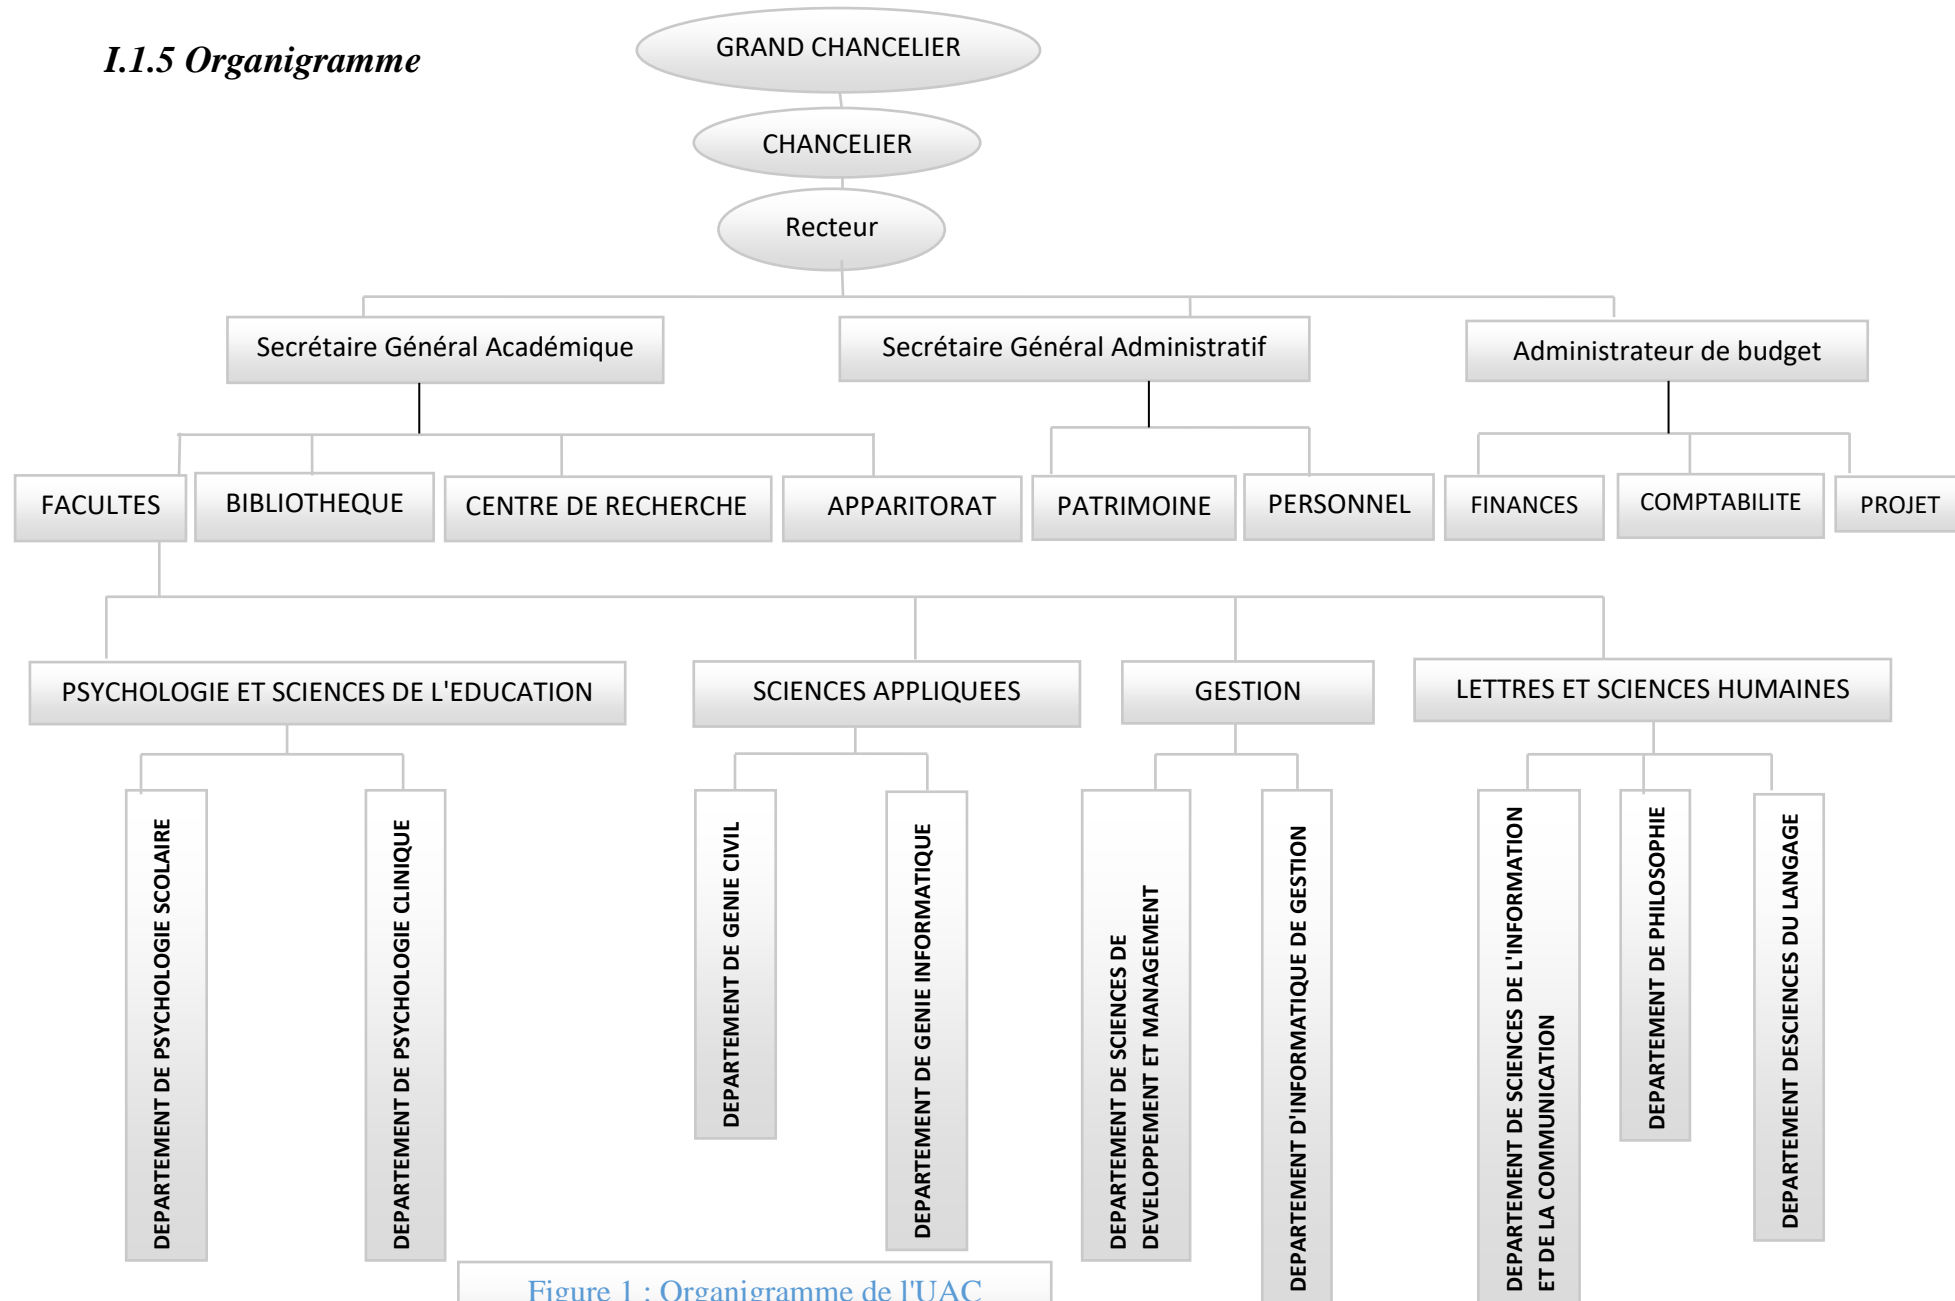 I.1.5 Organigramme
GRAND CHANCELIER
CHANCELIER
Recteur
Secrétaire Général Académique
Secrétaire Général Administratif
Administrateur de budget
FACULTES
BIBLIOTHEQUE
CENTRE DE RECHERCHE
APPARITORAT
PATRIMOINE
PERSONNEL
FINANCES
COMPTABILITE
PROJET
PSYCHOLOGIE ET SCIENCES DE L'EDUCATION
SCIENCES APPLIQUEES
GESTION
LETTRES ET SCIENCES HUMAINES
DEPARTEMENT DE PSYCHOLOGIE SCOLAIRE
DEPARTEMENT DE PSYCHOLOGIE CLINIQUE
DEPARTEMENT DE GENIE CIVIL
DEPARTEMENT DE GENIE INFORMATIQUE
DEPARTEMENT DE SCIENCES DE
DEVELOPPEMENT ET MANAGEMENT
DEPARTEMENT D'INFORMATIQUE DE GESTION
DEPARTEMENT DE SCIENCES DE L'INFORMATION
ET DE LA COMMUNICATION
DEPARTEMENT DE PHILOSOPHIE
DEPARTEMENT DESCIENCES DU LANGAGE
Figure 1 : Organigramme de l'UAC